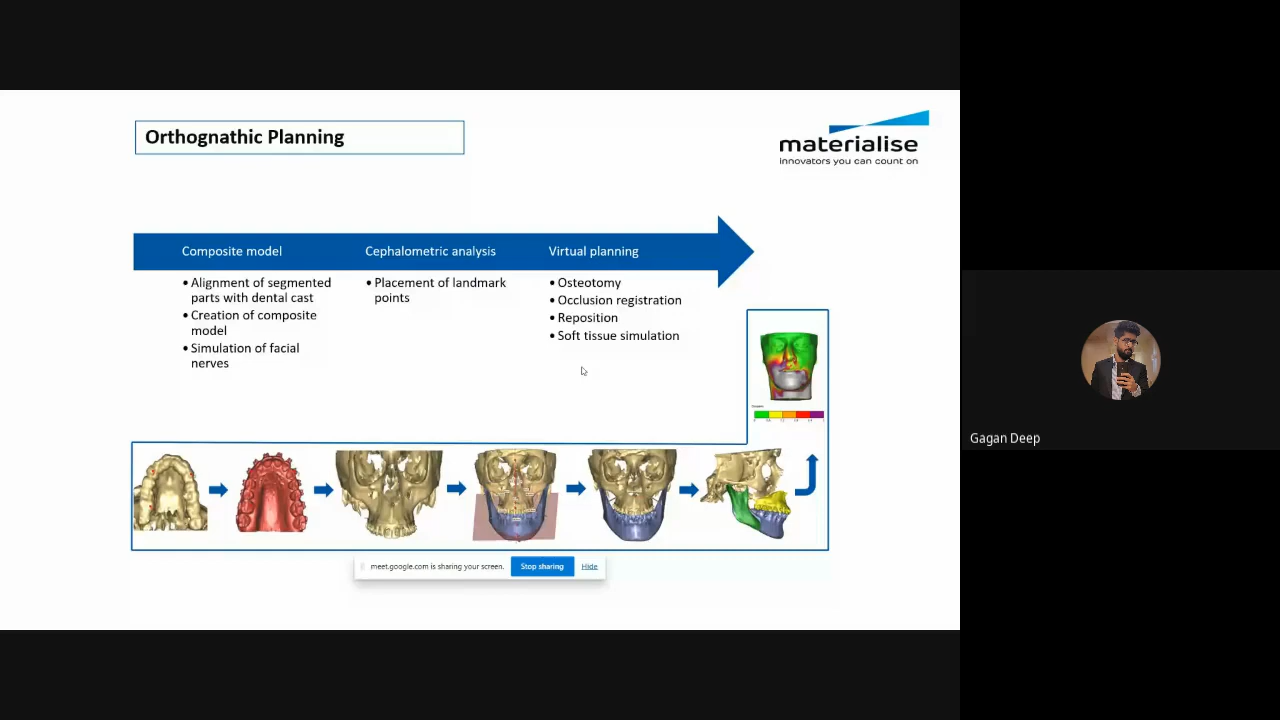 Orthognathic Planning
materialise
innovators you can count on
Composite model
Cephalometric analysis
Virtual planning
• Alignment of segmented
parts with dental cast
• Creation of composite
model
• Simulation of facial
nerves
• Placement of landmark
points
• Osteotomy
• Occlusion registration
• Reposition
• Soft tissue simulation
meet.google.com is sharing your screen.
Stop sharing
Hide
Gagan Deep